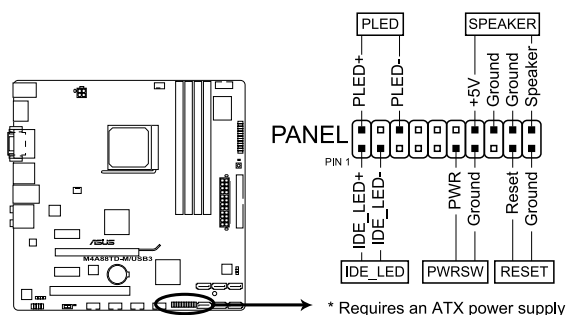 PLED
SPEAKER
PLED+
PLED-
+5V
Ground
Ground
Speaker
PANEL
PIN 1
IDE_LED+
IDE_LED-
PWR
Ground
Reset
Ground
IDE_LED
PWRSW
RESET
ASUS
M4A88TD-M/USB3
* Requires an ATX power supply